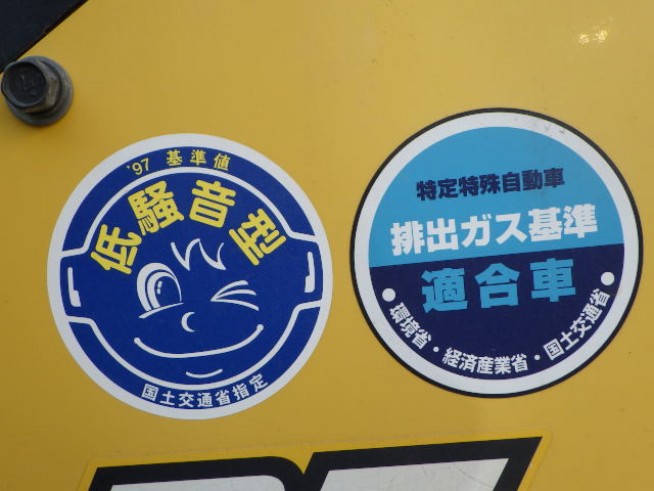 '97 基準値
低騒音型
国土交通省指定
特定特殊自動車
排出ガス基準
適合車
●環境省・経済産業省・国土交通省●